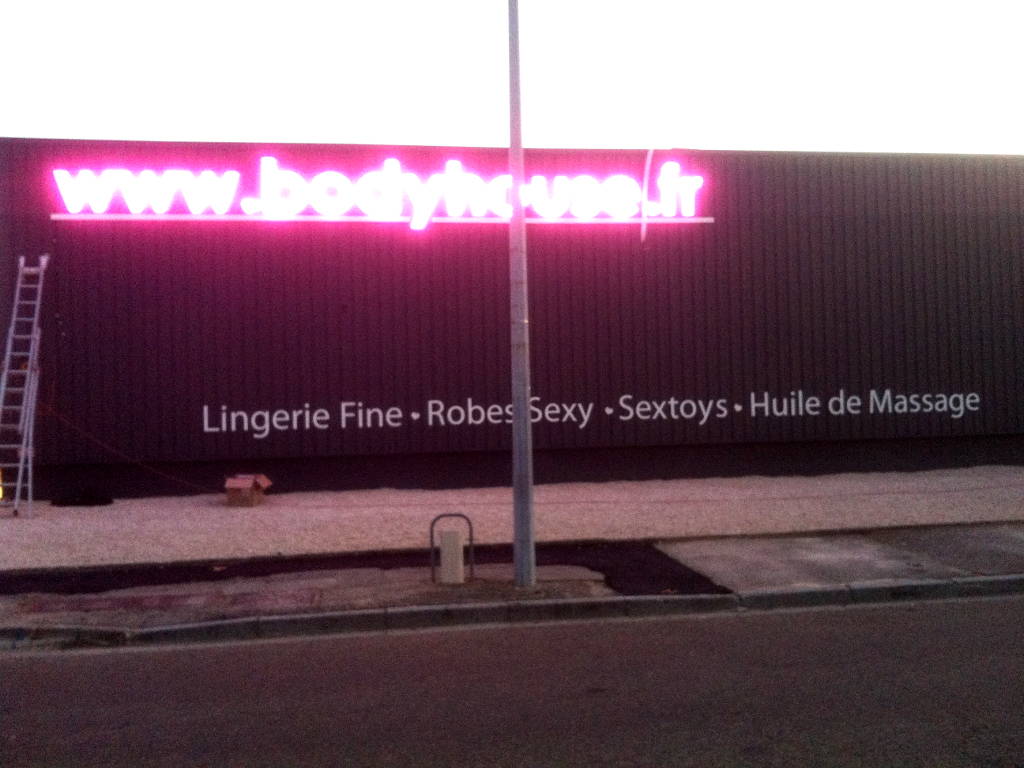 www.bodyhouse.fr
Lingerie Fine • Robes Sexy • Sextoys • Huile de Massage